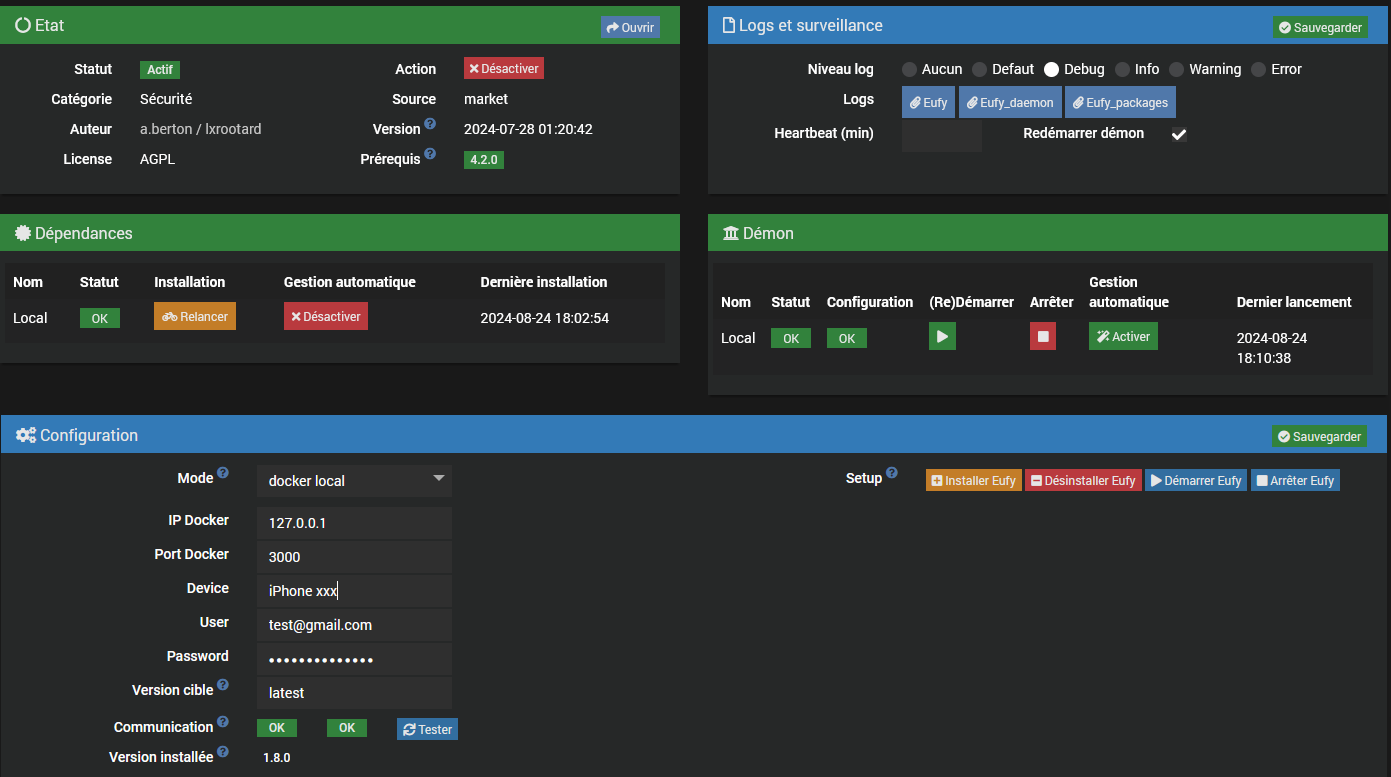 Etat
Ouvrir
Statut Actif Action Désactiver
Catégorie Sécurité Source market
Auteur a.berton / lxrootard Version ? 2024-07-28 01:20:42
License AGPL Prérequis ? 4.2.0
Logs et surveillance
Sauvegarder
Niveau log Aucun Defaut Debug Info Warning Error
Logs Eufy Eufy_daemon Eufy_packages
Heartbeat (min) Redémarrer démon
Dépendances
Nom Statut Installation Gestion automatique Dernière installation
Local OK Relancer Désactiver 2024-08-24 18:02:54
Démon
Nom Statut Configuration (Re)Démarrer Arrêter Gestion
automatique Dernier lancement
Local OK OK Activer 2024-08-24
18:10:38
Configuration
Sauvegarder
Mode ? docker local
Setup ? Installer Eufy Désinstaller Eufy Démarrer Eufy Arrêter Eufy
IP Docker 127.0.0.1
Port Docker 3000
Device iPhone xxx
User test@gmail.com
Password ••••••••••••••
Version cible ? latest
Communication ? OK OK Tester
Version installée ? 1.8.0